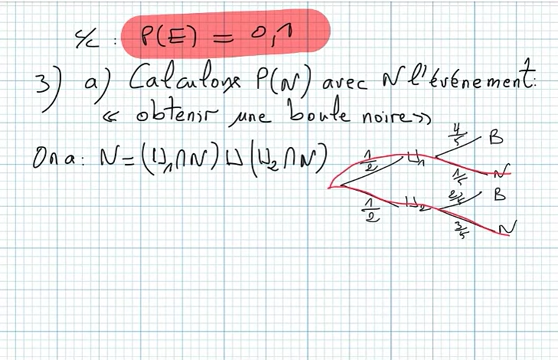 s/c : P(E) = 0,1
3) a) Calculons P(N) avec N l'événement:
« obtenir une boule noire »
On a: N = (U₁∩N) ∪ (U₂∩N)
1/2 U₁ 4/5 B
1/5 N
1/2 U₂ 2/5 B
3/5 N